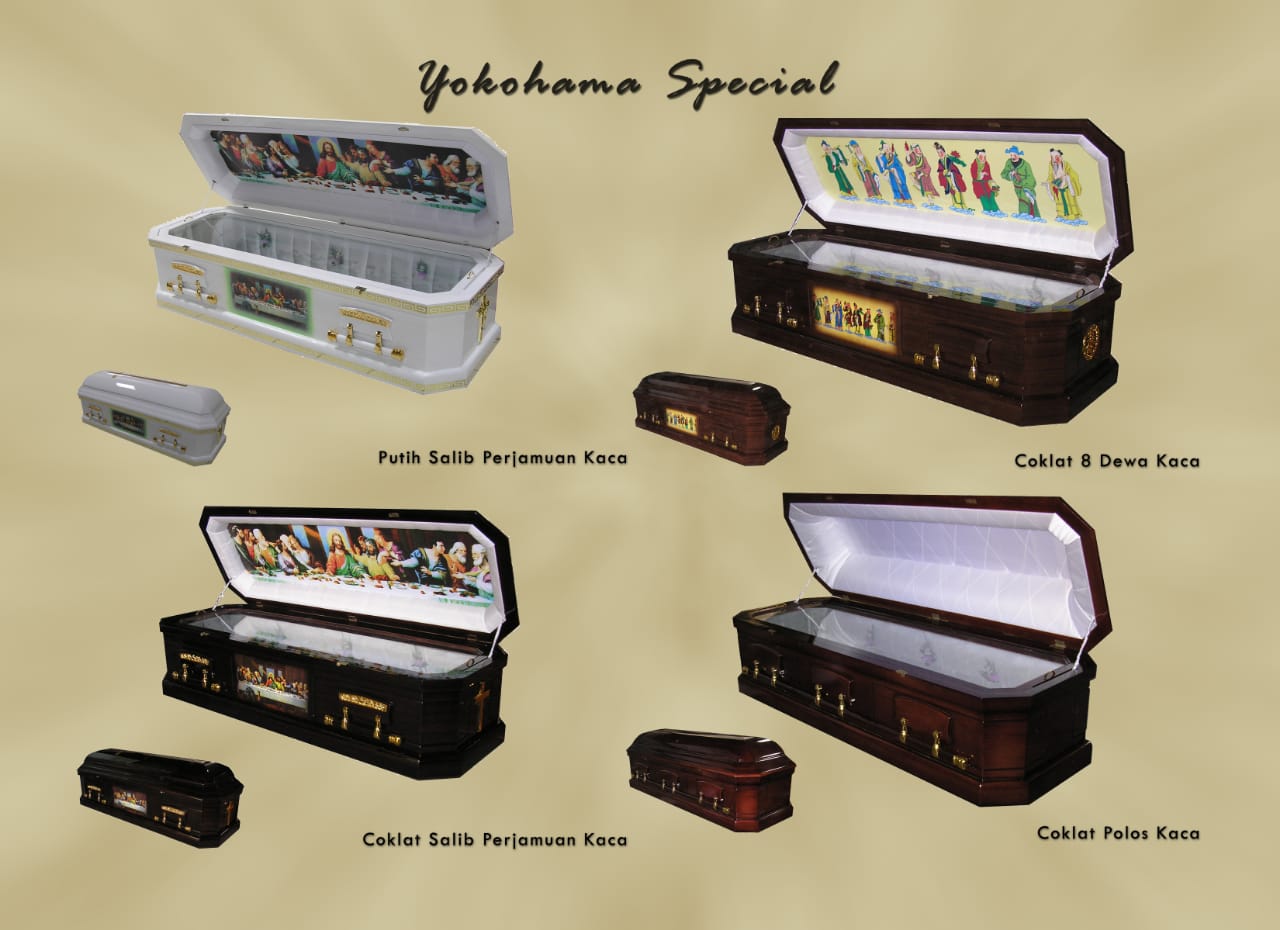 Yokohama Special
Putih Salib Perjamuan Kaca
Coklat 8 Dewa Kaca
Coklat Salib Perjamuan Kaca
Coklat Polos Kaca